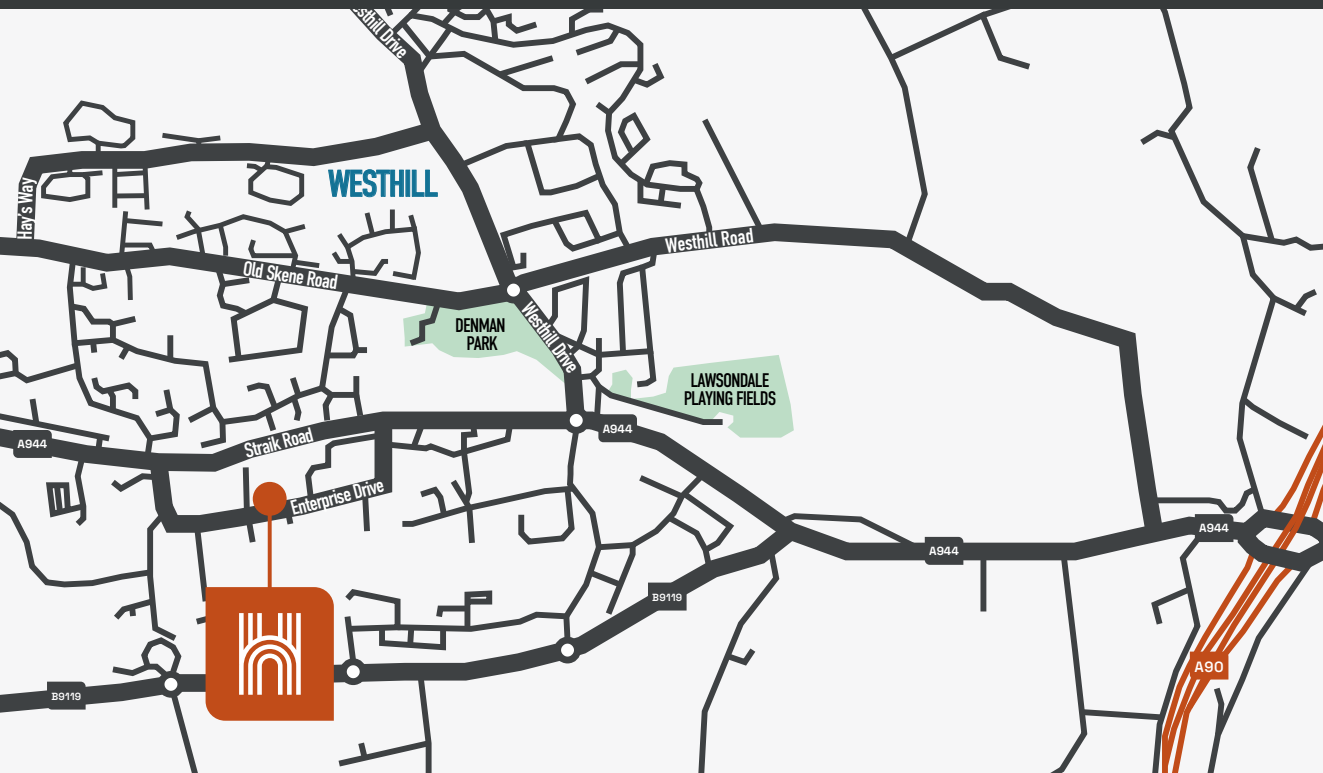 Westhill Drive
WESTHILL
Hay's Way
Westhill Road
Old Skene Road
Westhill Drive
DENMAN
PARK
LAWSONDALE
PLAYING FIELDS
A944
A944
Straik Road
Enterprise Drive
A944
A944
B9119
A90
B9119